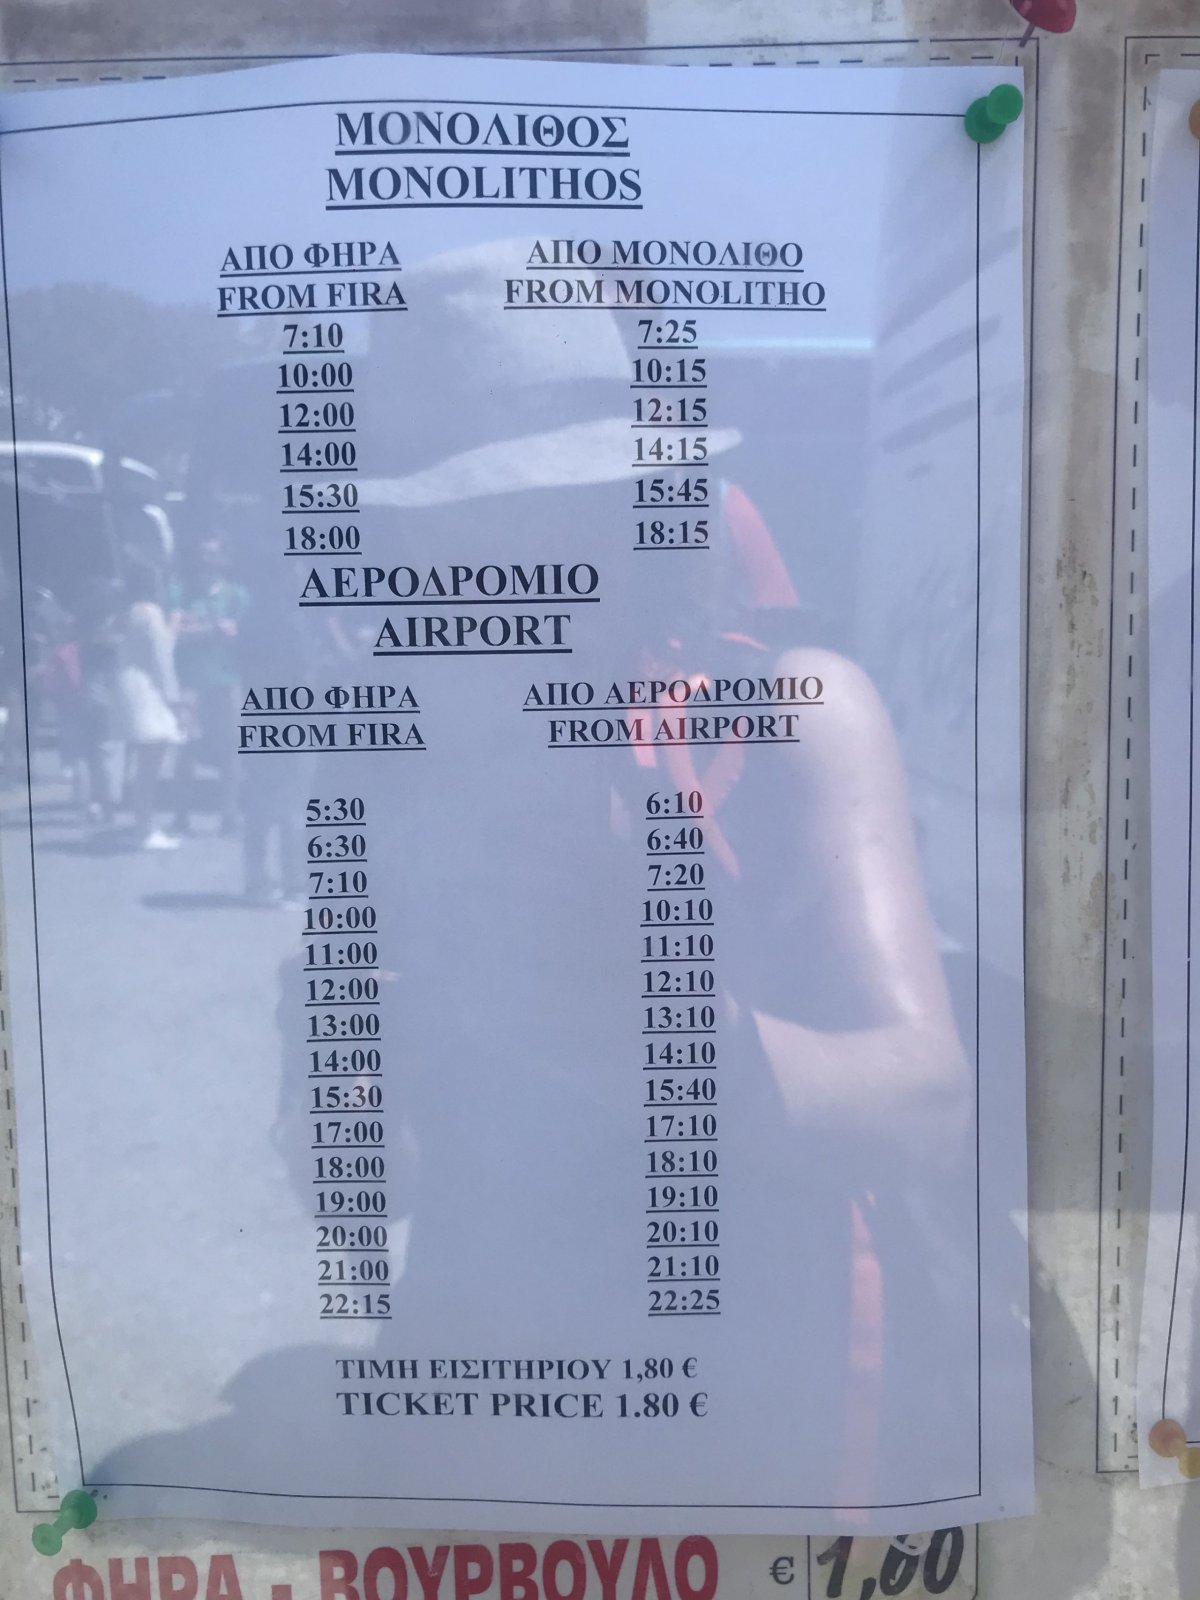 ΜΟΝΟΛΙΘΟΣ
MONOLITHOS
ΑΠΟ ΦΗΡΑ ΑΠΟ ΜΟΝΟΛΙΘΟ
FROM FIRA FROM MONOLITHO
7:10 7:25
10:00 10:15
12:00 12:15
14:00 14:15
15:30 15:45
18:00 18:15
ΑΕΡΟΔΡΟΜΙΟ
AIRPORT
ΑΠΟ ΦΗΡΑ ΑΠΟ ΑΕΡΟΔΡΟΜΙΟ
FROM FIRA FROM AIRPORT
5:30 6:10
6:30 6:40
7:10 7:20
10:00 10:10
11:00 11:10
12:00 12:10
13:00 13:10
14:00 14:10
15:30 15:40
17:00 17:10
18:00 18:10
19:00 19:10
20:00 20:10
21:00 21:10
22:15 22:25
ΤΙΜΗ ΕΙΣΙΤΗΡΙΟΥ 1,80 €
TICKET PRICE 1.80 €
ΦΗΡΑ - ΒΟΥΡΒΟΥΛΟ €